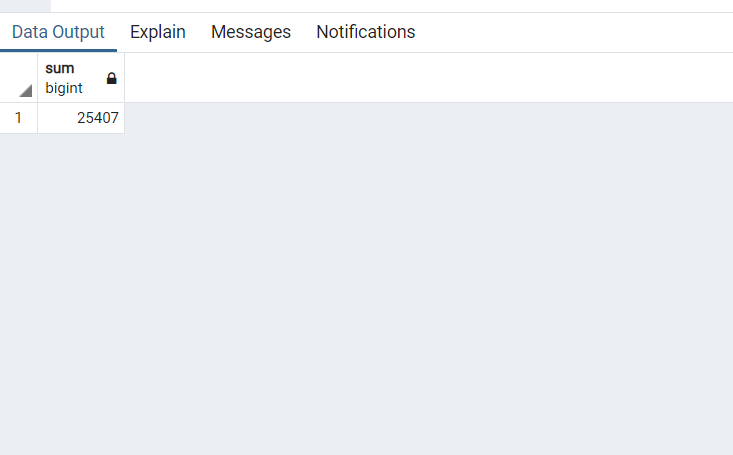 Data Output Explain Messages Notifications
sum
bigint
1 25407